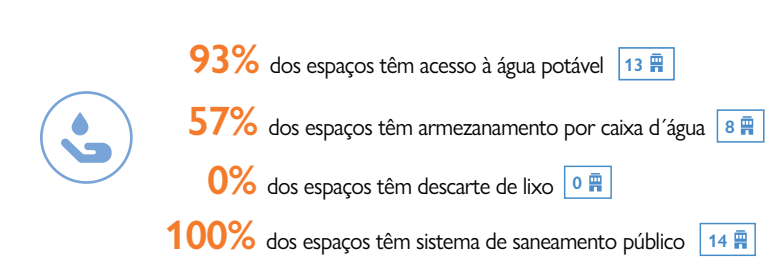 93% dos espaços têm acesso à água potável 13
57% dos espaços têm armezanamento por caixa d´água 8
0% dos espaços têm descarte de lixo 0
100% dos espaços têm sistema de saneamento público 14